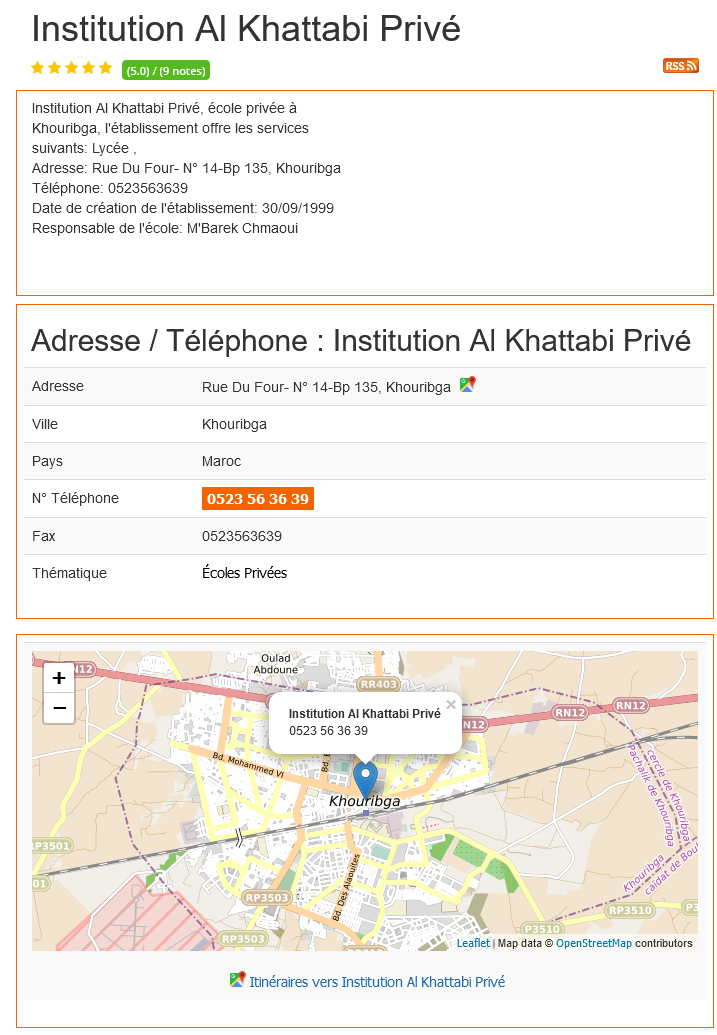 Institution Al Khattabi Privé
(5.0) / (9 notes)
RSS
Institution Al Khattabi Privé, école privée à
Khouribga, l'établissement offre les services
suivants: Lycée ,
Adresse: Rue Du Four- N° 14-Bp 135, Khouribga
Téléphone: 0523563639
Date de création de l'établissement: 30/09/1999
Responsable de l'école: M'Barek Chmaoui
Adresse / Téléphone : Institution Al Khattabi Privé
Adresse Rue Du Four- N° 14-Bp 135, Khouribga
Ville Khouribga
Pays Maroc
N° Téléphone 0523 56 36 39
Fax 0523563639
Thématique Écoles Privées
Oulad
Abdoune
+
−
N12
RR403
Institution Al Khattabi Privé ×
0523 56 36 39
RN12
RN12
N12
Bd. Mohammed VI
Bd.
Khouribga
cercle de Khouribga
Pachalik de Khouribga
P3501
01
Khouribga
caïdat de Bou
Bd. Des Alaouites
RP3503
RP3503
RP3510
P3
P3510
Leaflet | Map data © OpenStreetMap contributors
Itinéraires vers Institution Al Khattabi Privé